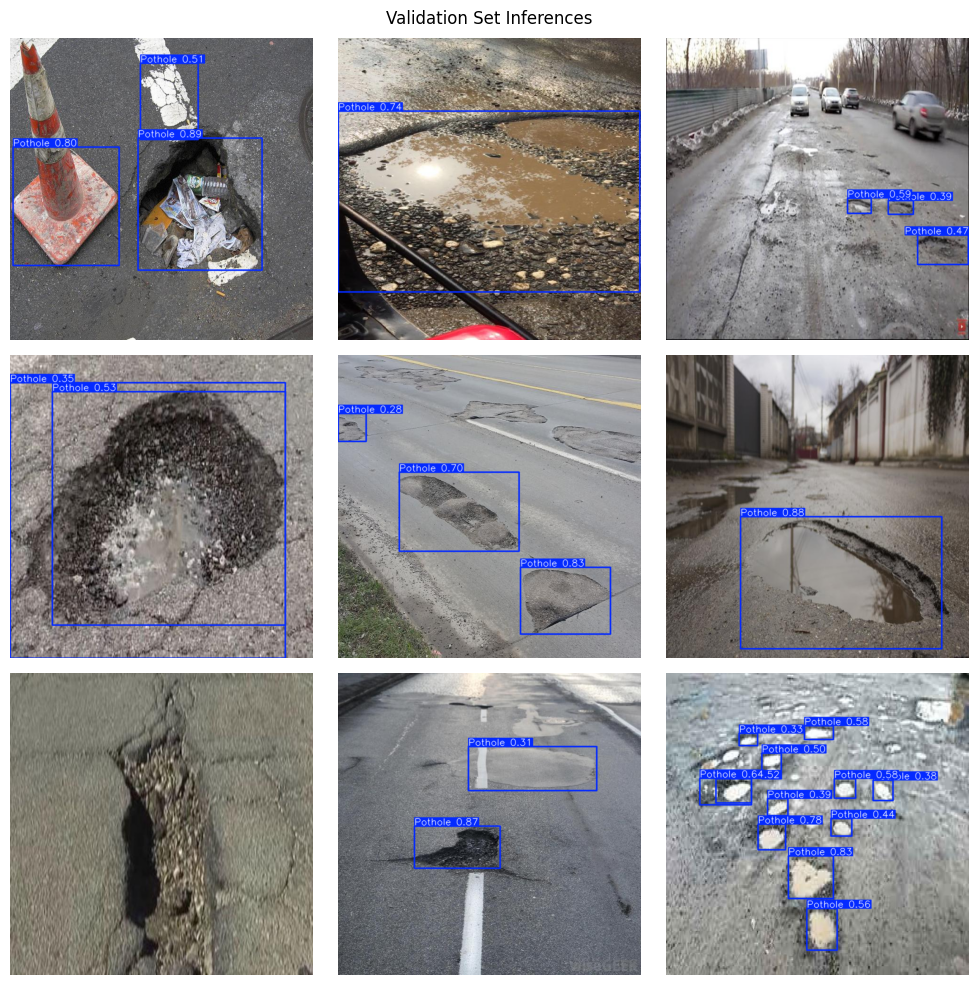 Validation Set Inferences
Pothole 0.51
Pothole 0.89
Pothole 0.80
Pothole 0.74
Pothole 0.59
0.39
Pothole 0.47
Pothole 0.35
Pothole 0.53
Pothole 0.28
Pothole 0.70
Pothole 0.83
Pothole 0.88
Pothole 0.31
Pothole 0.87
Pothole 0.58
Pothole 0.33
Pothole 0.50
Pothole 0.64
.52
Pothole 0.58
0.38
Pothole 0.39
Pothole 0.44
Pothole 0.78
Pothole 0.83
Pothole 0.56